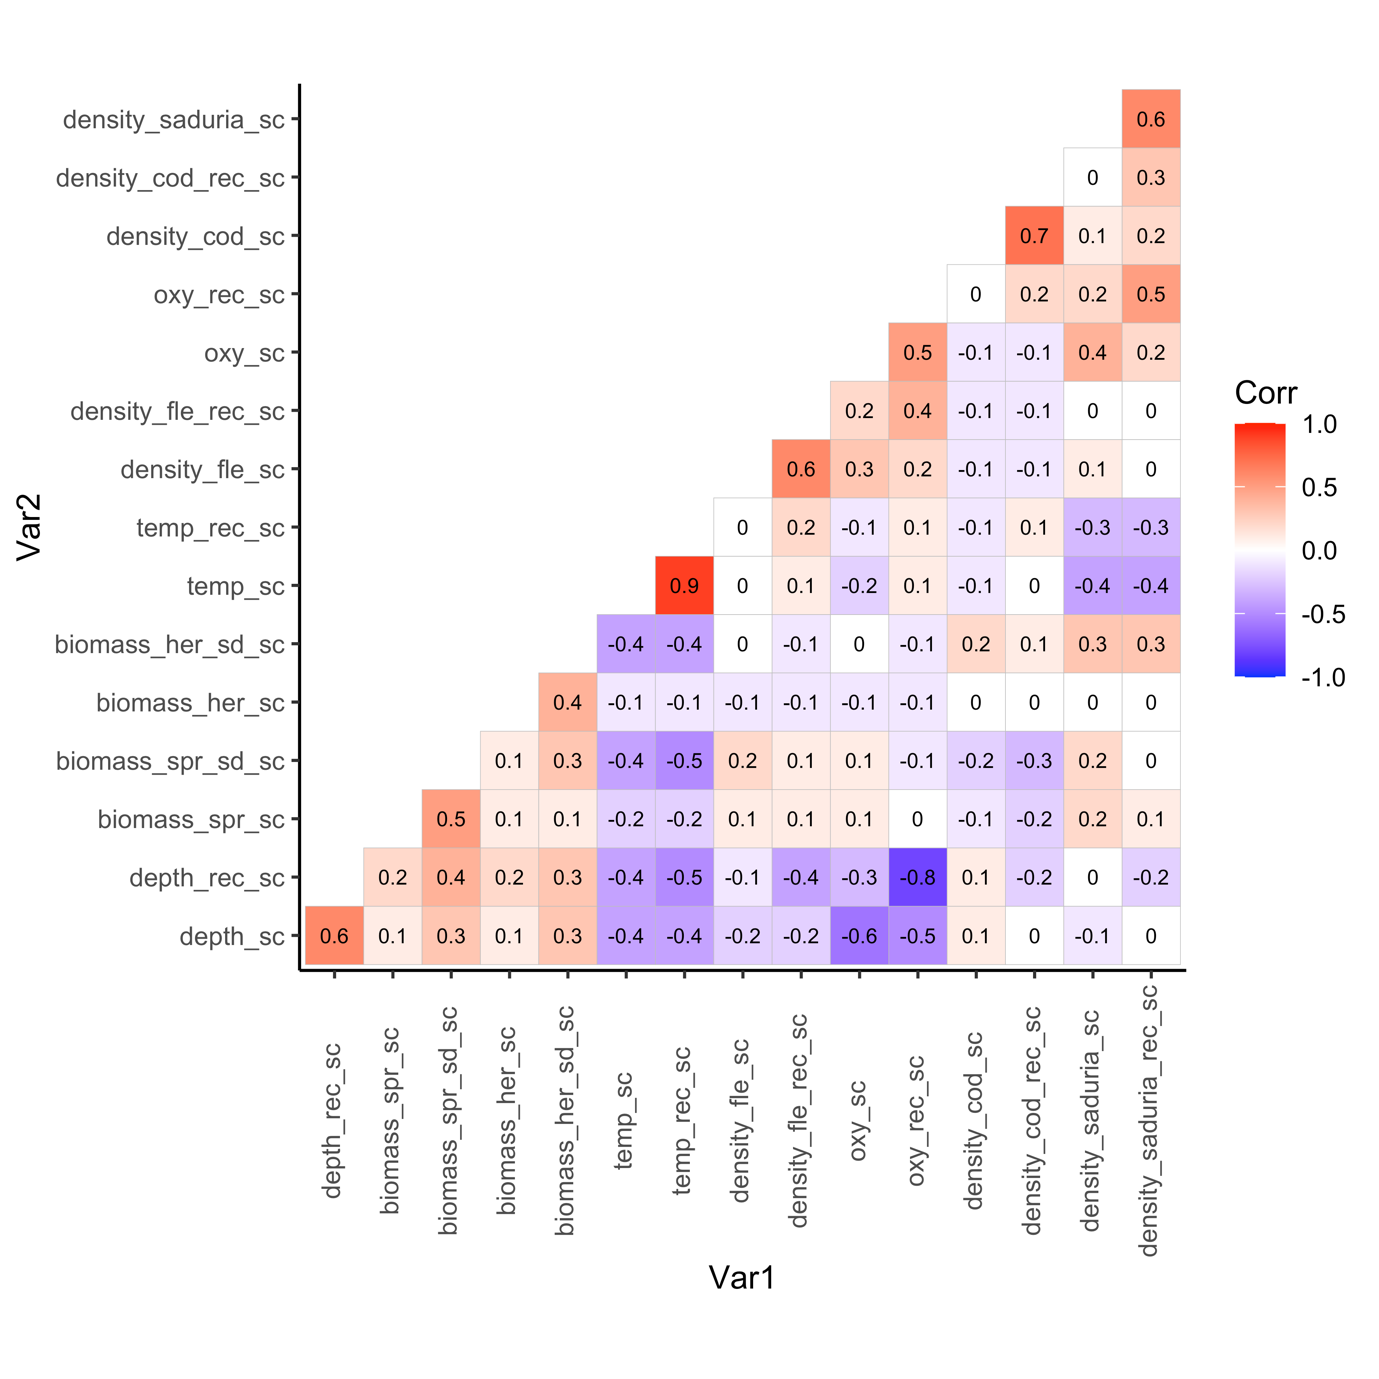 density_saduria_sc 0.6
density_cod_rec_sc 0 0.3
density_cod_sc 0.7 0.1 0.2
oxy_rec_sc 0 0.2 0.2 0.5
oxy_sc 0.5 -0.1 -0.1 0.4 0.2
density_fle_rec_sc 0.2 0.4 -0.1 -0.1 0 0
density_fle_sc 0.6 0.3 0.2 -0.1 -0.1 0.1 0
temp_rec_sc 0 0.2 -0.1 0.1 -0.1 0.1 -0.3 -0.3
temp_sc 0.9 0 0.1 -0.2 0.1 -0.1 0 -0.4 -0.4
biomass_her_sd_sc -0.4 -0.4 0 -0.1 0 -0.1 0.2 0.1 0.3 0.3
biomass_her_sc 0.4 -0.1 -0.1 -0.1 -0.1 -0.1 -0.1 0 0 0 0
biomass_spr_sd_sc 0.1 0.3 -0.4 -0.5 0.2 0.1 0.1 -0.1 -0.2 -0.3 0.2 0
biomass_spr_sc 0.5 0.1 0.1 -0.2 -0.2 0.1 0.1 0.1 0 -0.1 -0.2 0.2 0.1
depth_rec_sc 0.2 0.4 0.2 0.3 -0.4 -0.5 -0.1 -0.4 -0.3 -0.8 0.1 -0.2 0 -0.2
depth_sc 0.6 0.1 0.3 0.1 0.3 -0.4 -0.4 -0.2 -0.2 -0.6 -0.5 0.1 0 -0.1 0
Var2
depth_rec_sc
biomass_spr_sc
biomass_spr_sd_sc
biomass_her_sc
biomass_her_sd_sc
temp_sc
temp_rec_sc
density_fle_sc
density_fle_rec_sc
oxy_sc
oxy_rec_sc
density_cod_sc
density_cod_rec_sc
density_saduria_sc
density_saduria_rec_sc
Var1
Corr
1.0
0.5
0.0
-0.5
-1.0